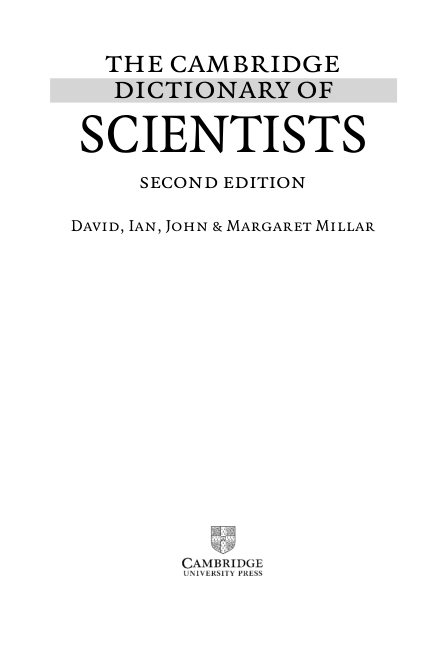 THE CAMBRIDGE
DICTIONARY OF
SCIENTISTS
SECOND EDITION
DAVID, IAN, JOHN & MARGARET MILLAR
CAMBRIDGE
UNIVERSITY PRESS